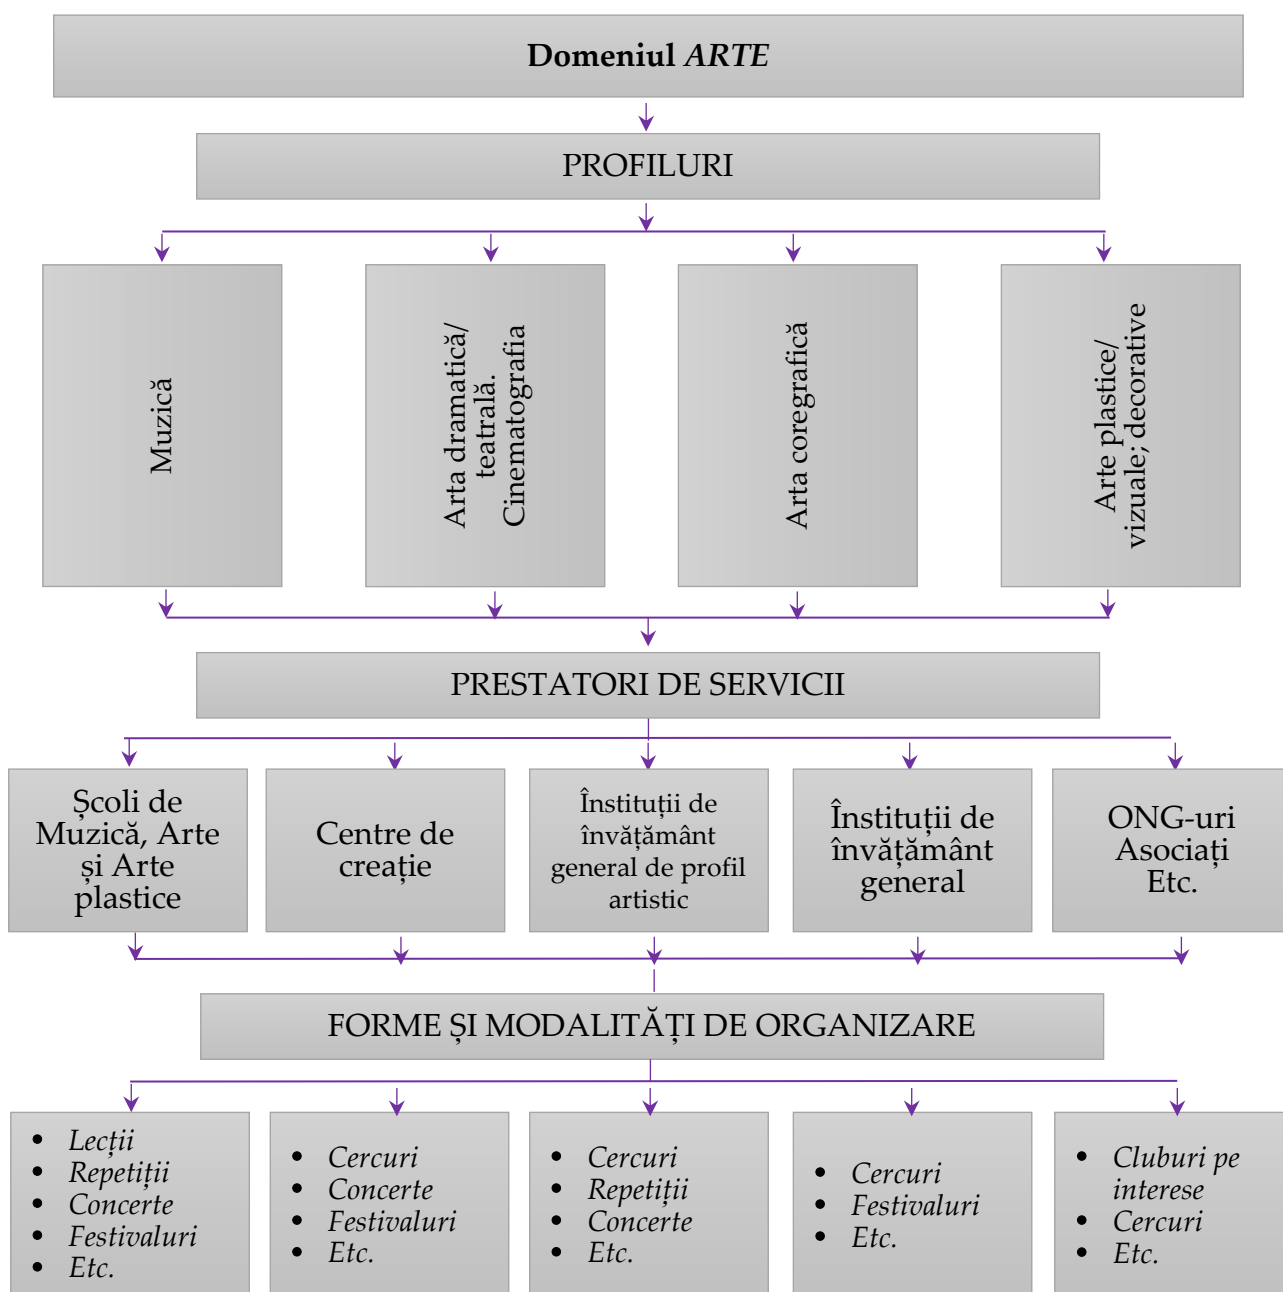 Domeniul ARTE
PROFILURI
Muzică
Arta dramatică/
teatrală.
Cinematografia
Arta coregrafică
Arte plastice/
vizuale; decorative
PRESTATORI DE SERVICII
Școli de
Muzică, Arte
și Arte
plastice
Centre de
creație
Înstituții de
învățământ
general de profil
artistic
Înstituții de
învățământ
general
ONG-uri
Asociați
Etc.
FORME ȘI MODALITĂȚI DE ORGANIZARE
• Lecții
• Repetiții
• Concerte
• Festivaluri
• Etc.
• Cercuri
• Concerte
• Festivaluri
• Etc.
• Cercuri
• Repetiții
• Concerte
• Etc.
• Cercuri
• Festivaluri
• Etc.
• Cluburi pe
interese
• Cercuri
• Etc.